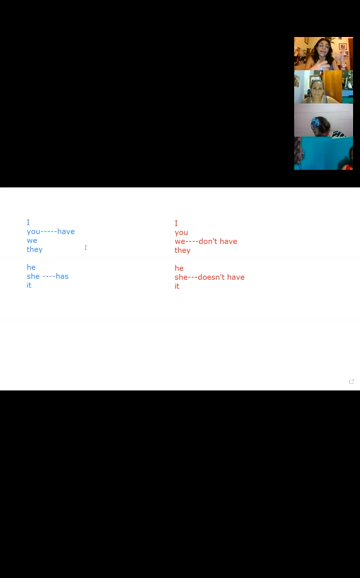 I
you-----have
we
they
he
she ----has
it
I
you
we----don't have
they
he
she---doesn't have
it